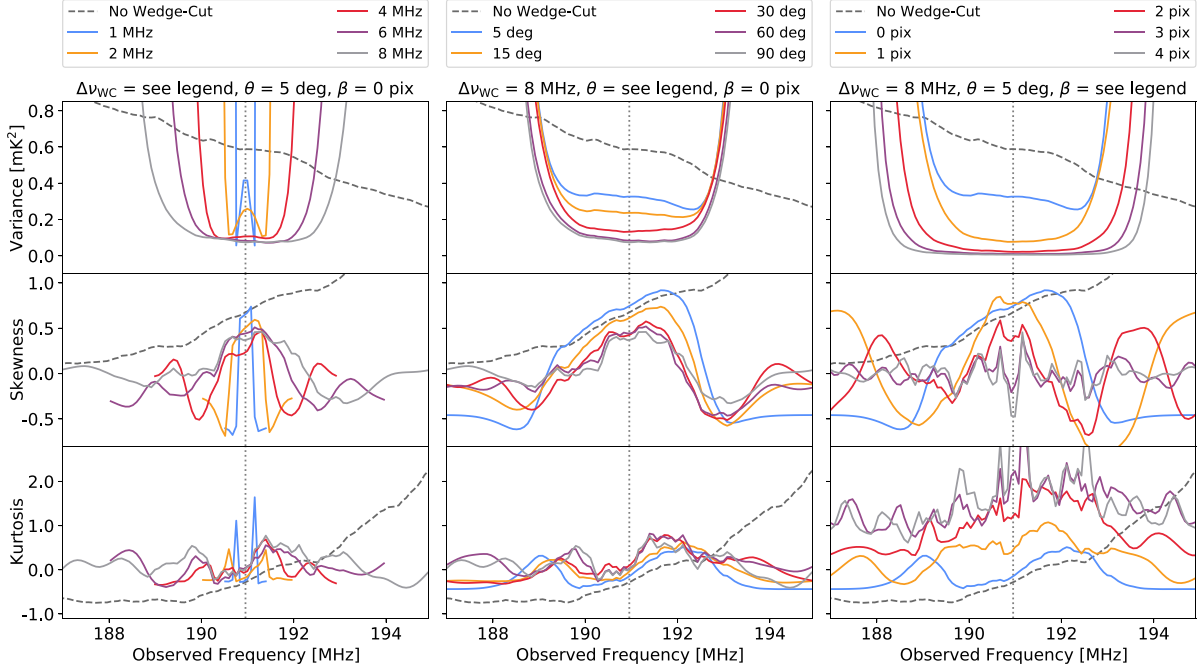 No Wedge-Cut
1 MHz
2 MHz
4 MHz
6 MHz
8 MHz
No Wedge-Cut
5 deg
15 deg
30 deg
60 deg
90 deg
No Wedge-Cut
0 pix
1 pix
2 pix
3 pix
4 pix
Δν_WC = see legend, θ = 5 deg, β = 0 pix
Δν_WC = 8 MHz, θ = see legend, β = 0 pix
Δν_WC = 8 MHz, θ = 5 deg, β = see legend
Variance [mK²]
0.8
0.6
0.4
0.2
0.0
Skewness
1.0
0.5
0.0
-0.5
Kurtosis
2.0
1.0
0.0
-1.0
188 190 192 194
188 190 192 194
188 190 192 194
Observed Frequency [MHz]
Observed Frequency [MHz]
Observed Frequency [MHz]